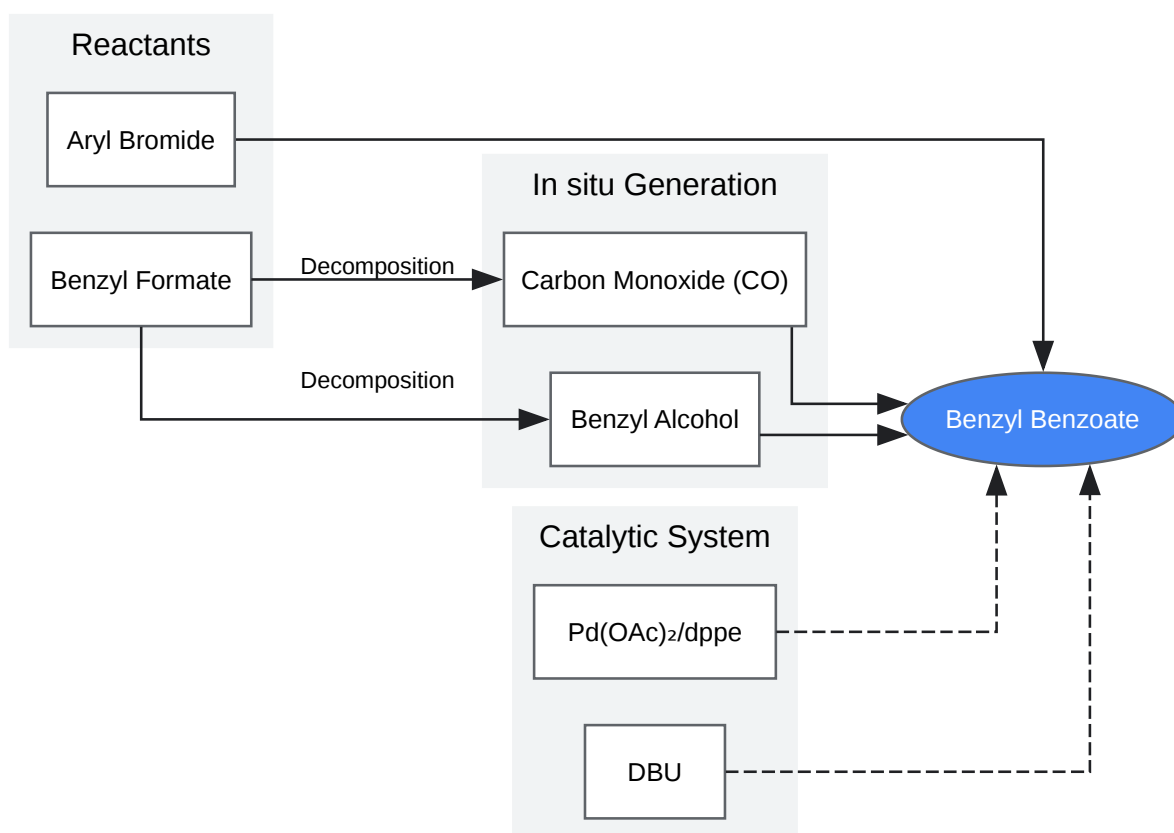 Reactants
Aryl Bromide
In situ Generation
Benzyl Formate
Decomposition
Carbon Monoxide (CO)
Decomposition
Benzyl Alcohol
Benzyl Benzoate
Catalytic System
Pd(OAc)₂/dppe
DBU